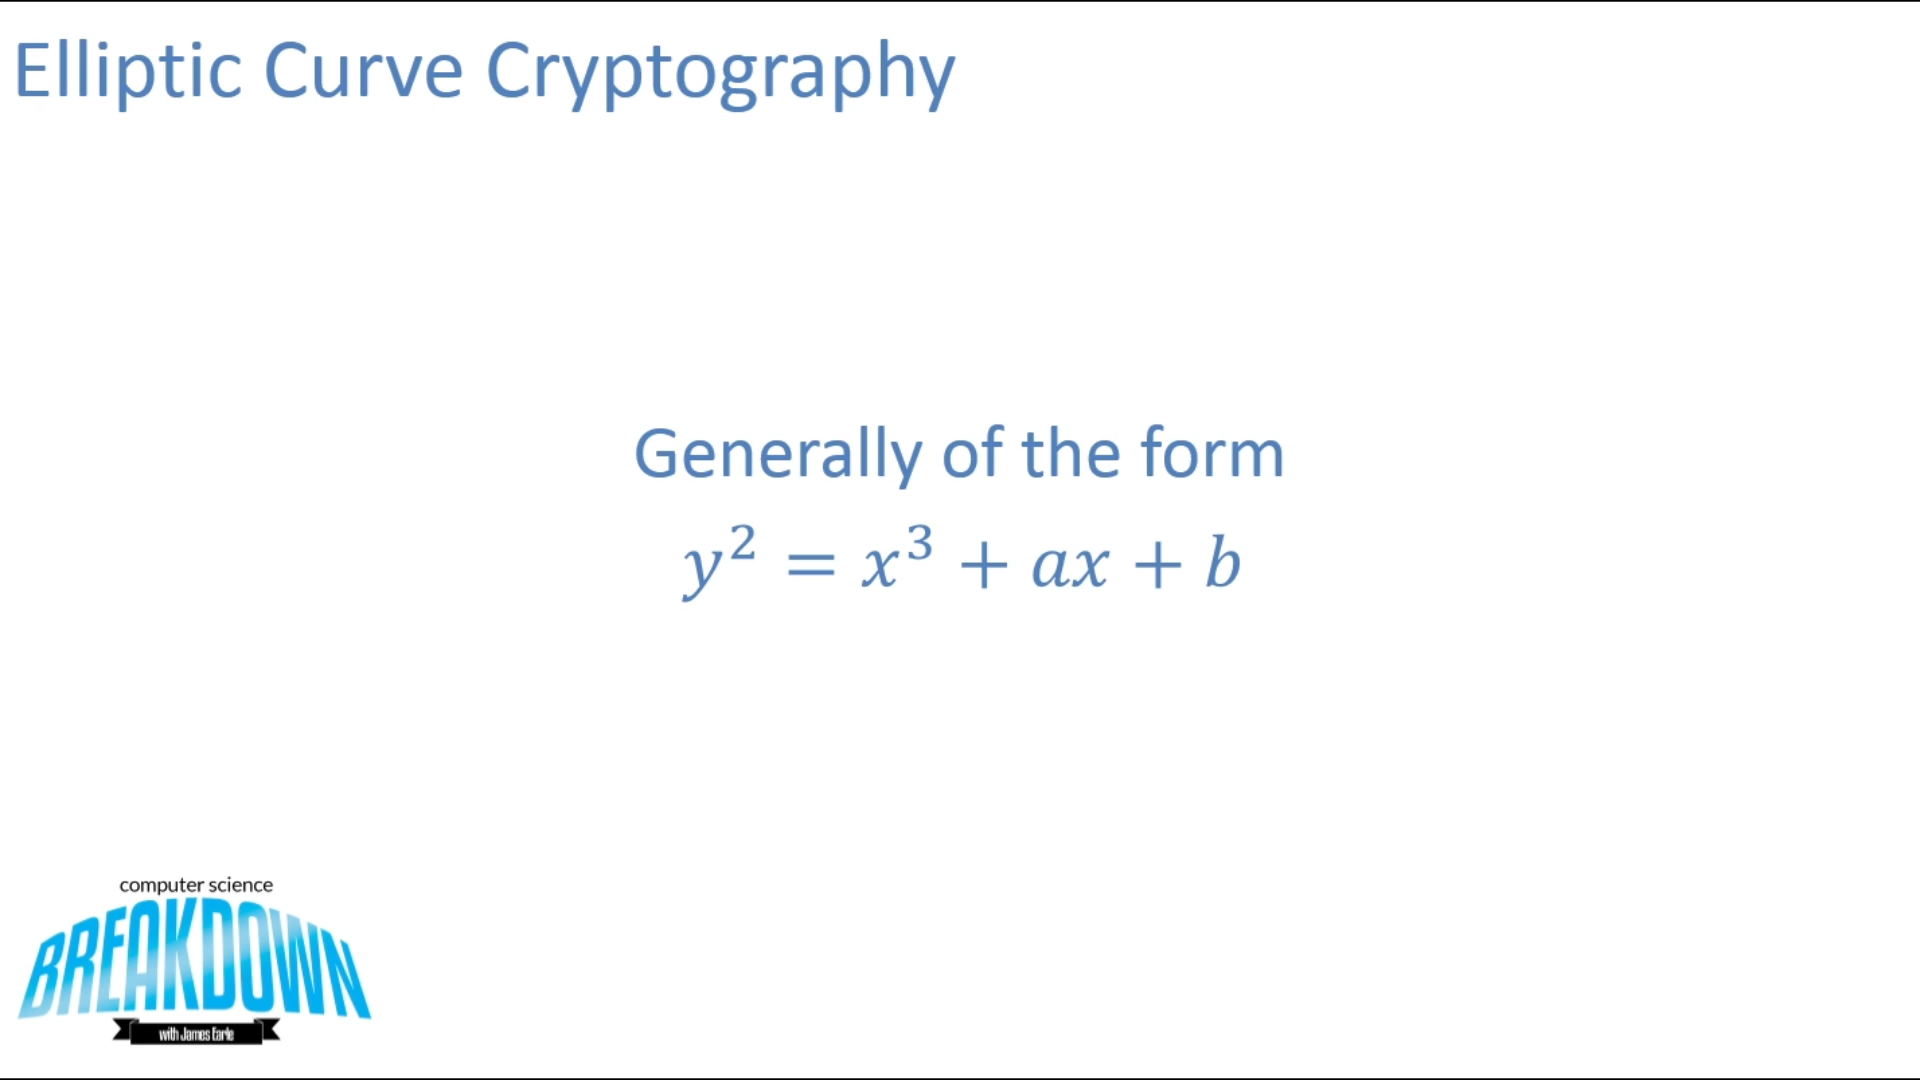 Elliptic Curve Cryptography
Generally of the form
y² = x³ + ax + b
computer science
BREAKDOWN
with James Earle